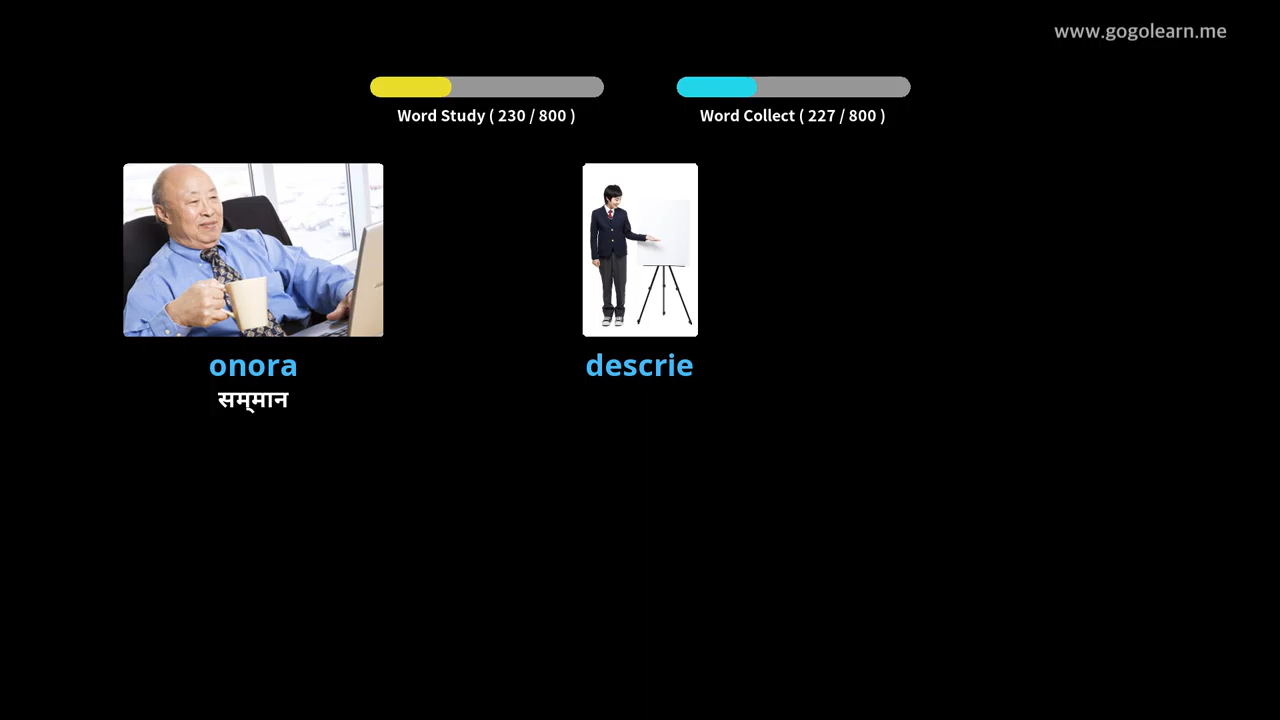 www.gogolearn.me
Word Study ( 230 / 800 )
Word Collect ( 227 / 800 )
onora
descrie
सम्मान